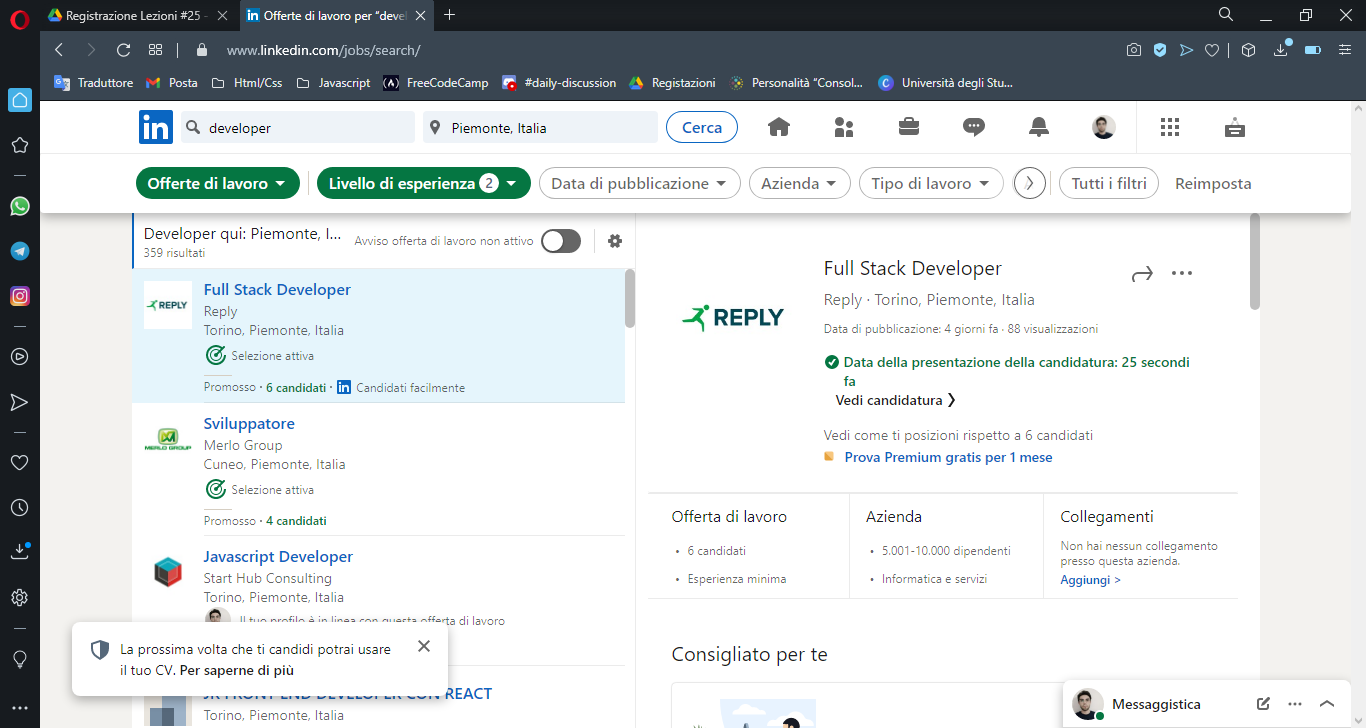 Registrazione Lezioni #25 -
Offerte di lavoro per "devel
www.linkedin.com/jobs/search/
Traduttore
Posta
Html/Css
Javascript
FreeCodeCamp
#daily-discussion
Registazioni
Personalità "Consol...
Università degli Stu...
in
developer
Piemonte, Italia
Cerca
Offerte di lavoro
Livello di esperienza 2
Data di pubblicazione
Azienda
Tipo di lavoro
Tutti i filtri
Reimposta
Developer qui: Piemonte, I...
359 risultati
Avviso offerta di lavoro non attivo
REPLY
Full Stack Developer
Reply
Torino, Piemonte, Italia
Selezione attiva
Promosso · 6 candidati · in Candidati facilmente
MERLO GROUP
Sviluppatore
Merlo Group
Cuneo, Piemonte, Italia
Selezione attiva
Promosso · 4 candidati
Javascript Developer
Start Hub Consulting
Torino, Piemonte, Italia
Il tuo profilo è in linea con questa offerta di lavoro
La prossima volta che ti candidi potrai usare
il tuo CV. Per saperne di più
JR FRONT END DEVELOPER CON REACT
Torino, Piemonte, Italia
REPLY
Full Stack Developer
Reply · Torino, Piemonte, Italia
Data di pubblicazione: 4 giorni fa · 88 visualizzazioni
Data della presentazione della candidatura: 25 secondi
fa
Vedi candidatura
Vedi come ti posizioni rispetto a 6 candidati
Prova Premium gratis per 1 mese
Offerta di lavoro
• 6 candidati
• Esperienza minima
Azienda
• 5.001-10.000 dipendenti
• Informatica e servizi
Collegamenti
Non hai nessun collegamento
presso questa azienda.
Aggiungi >
Consigliato per te
Messaggistica